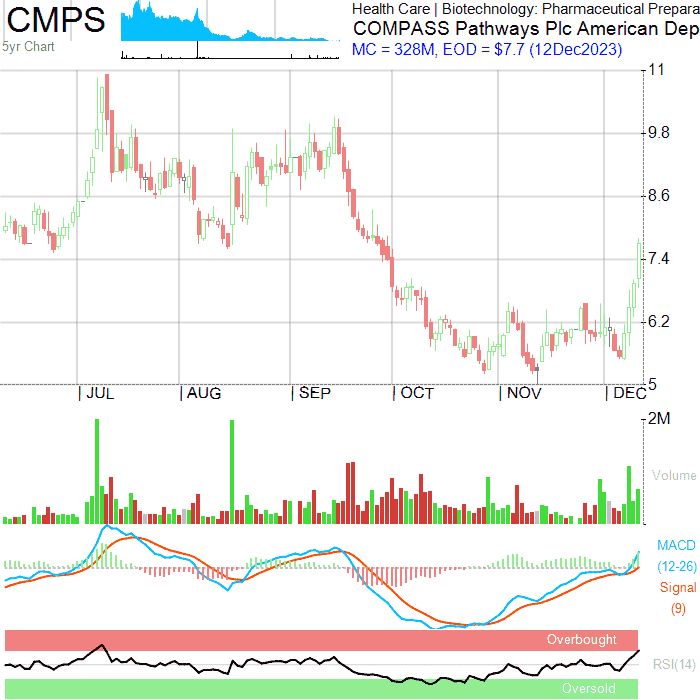 CMPS
5yr Chart
Health Care | Biotechnology: Pharmaceutical Prepara
COMPASS Pathways Plc American Dep
MC = 328M, EOD = $7.7 (12Dec2023)
11
9.8
8.6
7.4
6.2
5
JUL AUG SEP OCT NOV DEC
2M
Volume
MACD
(12-26)
Signal
(9)
Overbought
RSI(14)
Oversold